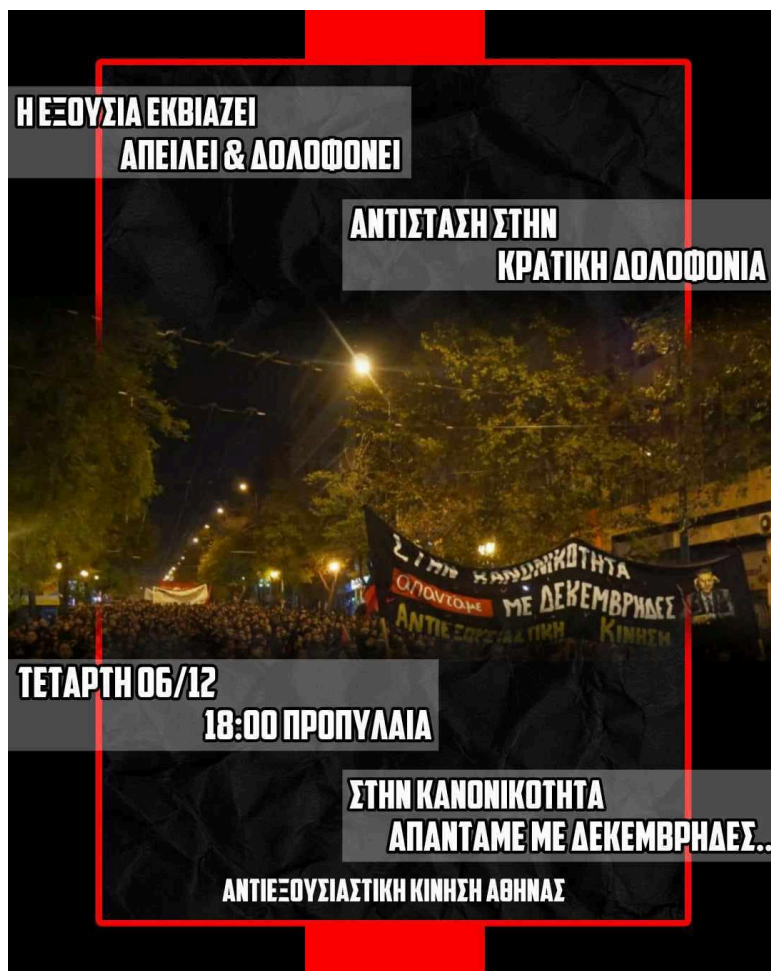 Η ΕΞΟΥΣΙΑ ΕΚΒΙΑΖΕΙ
ΑΠΕΙΛΕΙ & ΔΟΛΟΦΟΝΕΙ
ΑΝΤΙΣΤΑΣΗ ΣΤΗΝ
ΚΡΑΤΙΚΗ ΔΟΛΟΦΟΝΙΑ
ΣΤΗΝ ΚΑΝΟΝΙΚΟΤΗΤΑ
απαντάμε ΜΕ ΔΕΚΕΜΒΡΗΔΕΣ
ΑΝΤΙΕΞΟΥΣΙΑΣΤΙΚΗ ΚΙΝΗΣΗ
ΤΕΤΑΡΤΗ 06/12
18:00 ΠΡΟΠΥΛΑΙΑ
ΣΤΗΝ ΚΑΝΟΝΙΚΟΤΗΤΑ
ΑΠΑΝΤΑΜΕ ΜΕ ΔΕΚΕΜΒΡΗΔΕΣ..
ΑΝΤΙΕΞΟΥΣΙΑΣΤΙΚΗ ΚΙΝΗΣΗ ΑΘΗΝΑΣ